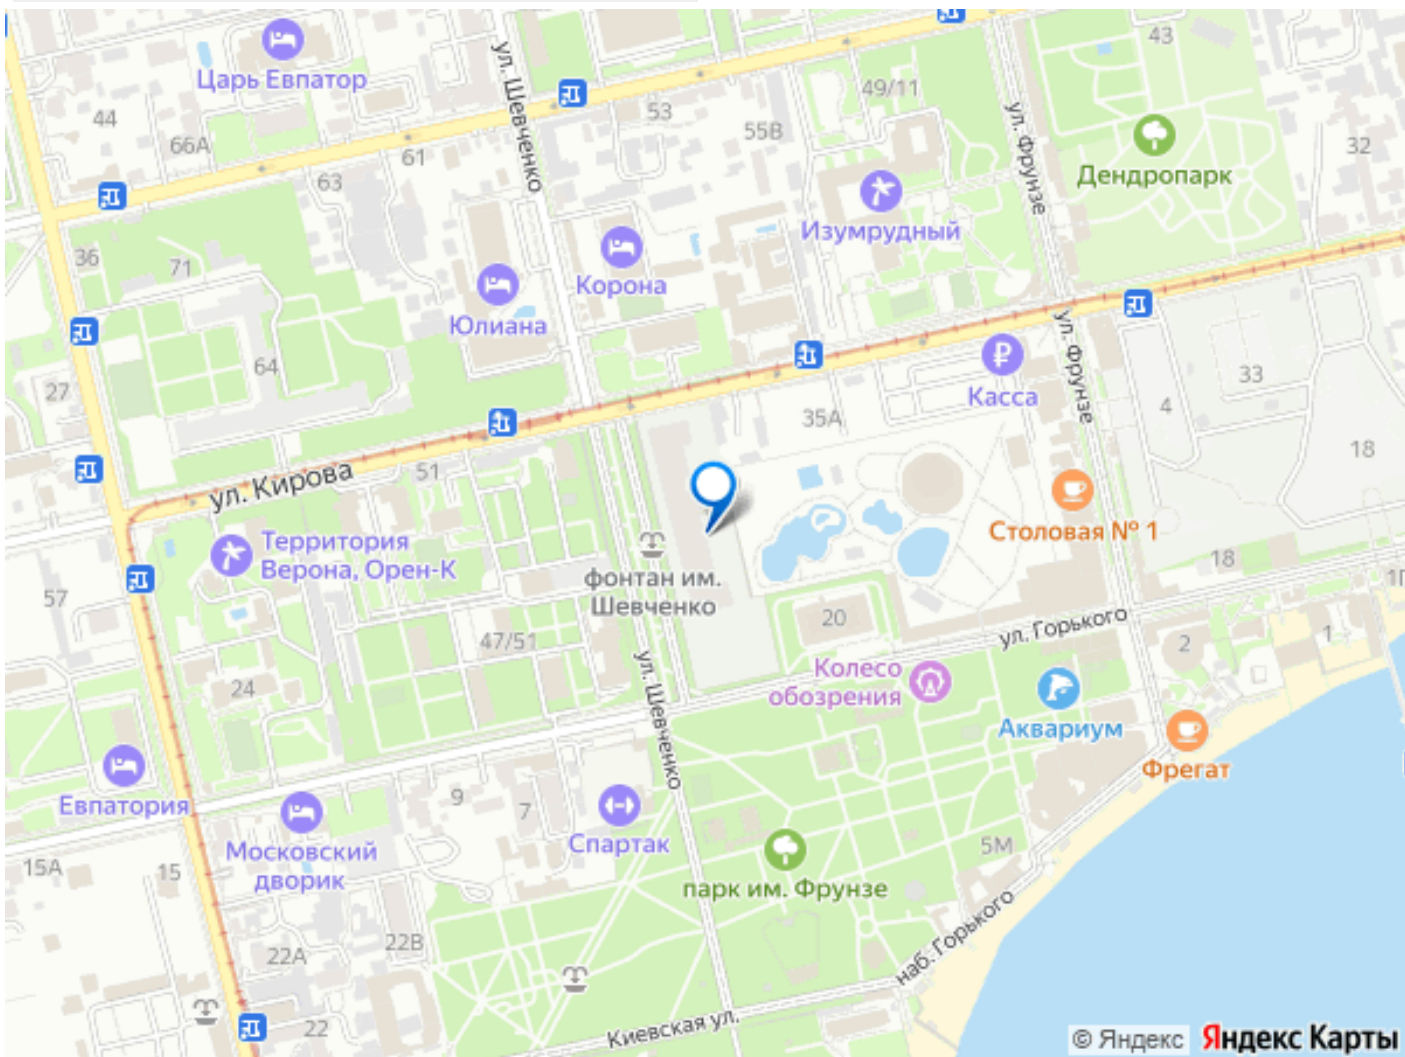 43
ул. Шевченко
Царь Евпатор
49/11
44
53
55В
ул. Фрунзе
66А
61
32
Дендропарк
63
Изумрудный
36
71
Корона
Юлиана
ул. Фрунзе
64
33
27
Касса
4
35А
18
51
ул. Кирова
Столовая № 1
Территория
Верона, Орен-К
фонтан им.
Шевченко
18
57
20
ул. Горького
47/51
1
2
ул. Шевченко
Колесо
обозрения
24
Аквариум
Фрегат
Евпатория
9
7
Спартак
Московский
дворик
5М
15А
15
парк им. Фрунзе
наб. Горького
22В
22А
22
Киевская ул.
© Яндекс Яндекс Карты